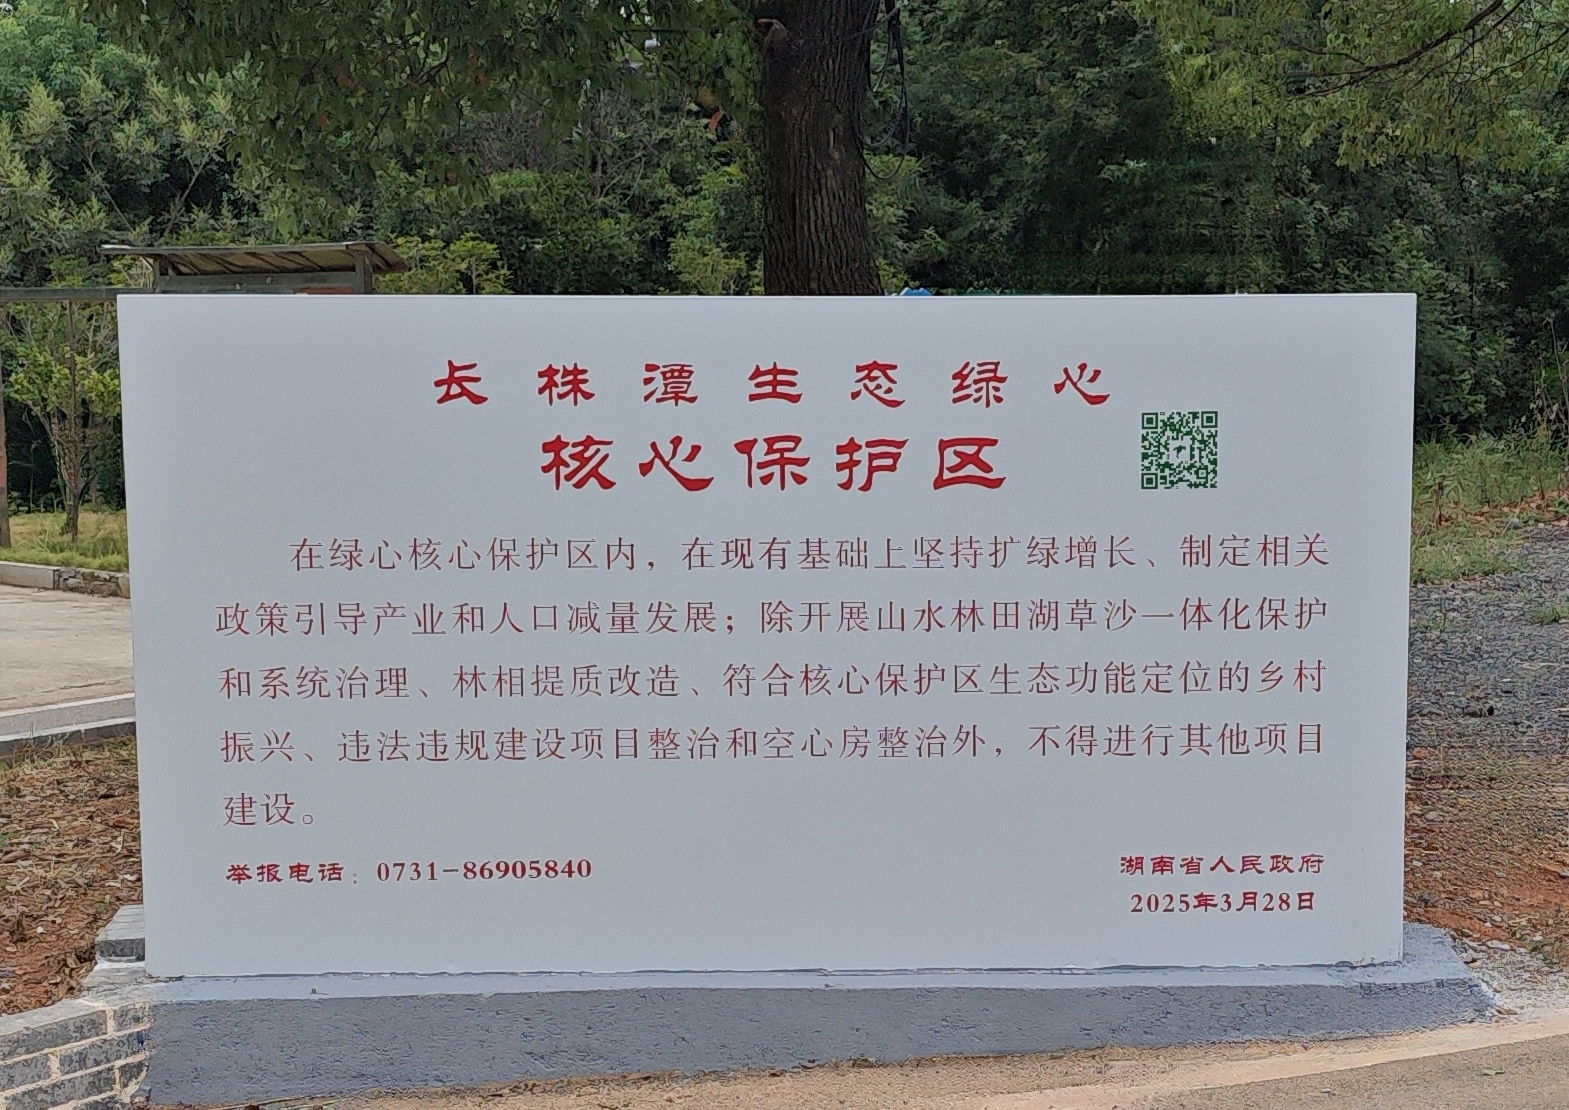 长株潭生态绿心
核心保护区
在绿心核心保护区内，在现有基础上坚持扩绿增长、制定相关
政策引导产业和人口减量发展；除开展山水林田湖草沙一体化保护
和系统治理、林相提质改造、符合核心保护区生态功能定位的乡村
振兴、违法违规建设项目整治和空心房整治外，不得进行其他项目
建设。
举报电话：0731-86905840
湖南省人民政府
2025年3月28日